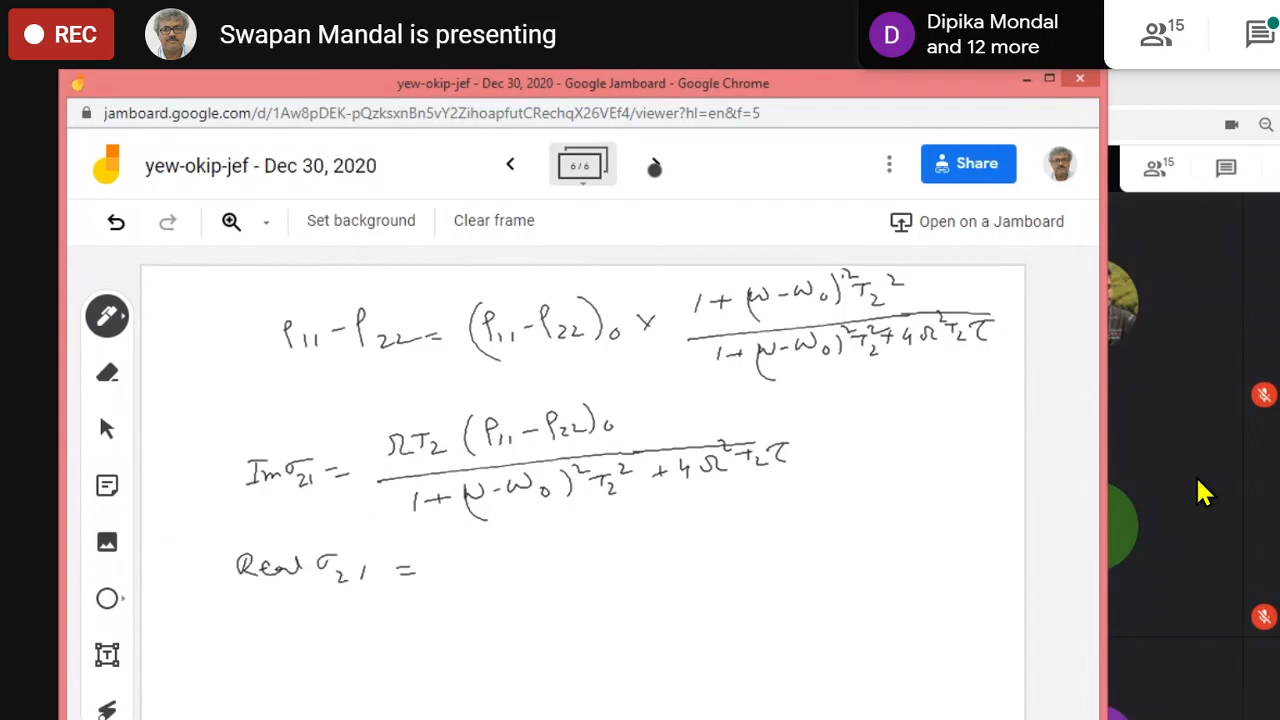 REC
Swapan Mandal is presenting
D
Dipika Mondal
and 12 more
15
yew-okip-jef - Dec 30, 2020 - Google Jamboard - Google Chrome
jamboard.google.com/d/1Aw8pDEK-pQzksxnBn5vY2ZihoapfutCRechqX26VEf4/viewer?hl=en&f=5
yew-okip-jef - Dec 30, 2020
6/6
Share
15
Set background
Clear frame
Open on a Jamboard
ρ₁₁ - ρ₂₂ = (ρ₁₁ - ρ₂₂)₀ × (1 + (ω - ω₀)²T₂²) / (1 + (ω - ω₀)²T₂² + 4Ω²T₂τ)
Im σ₂₁ = ΩT₂ (ρ₁₁ - ρ₂₂)₀ / (1 + (ω - ω₀)²T₂² + 4Ω²T₂τ)
Real σ₂₁ =